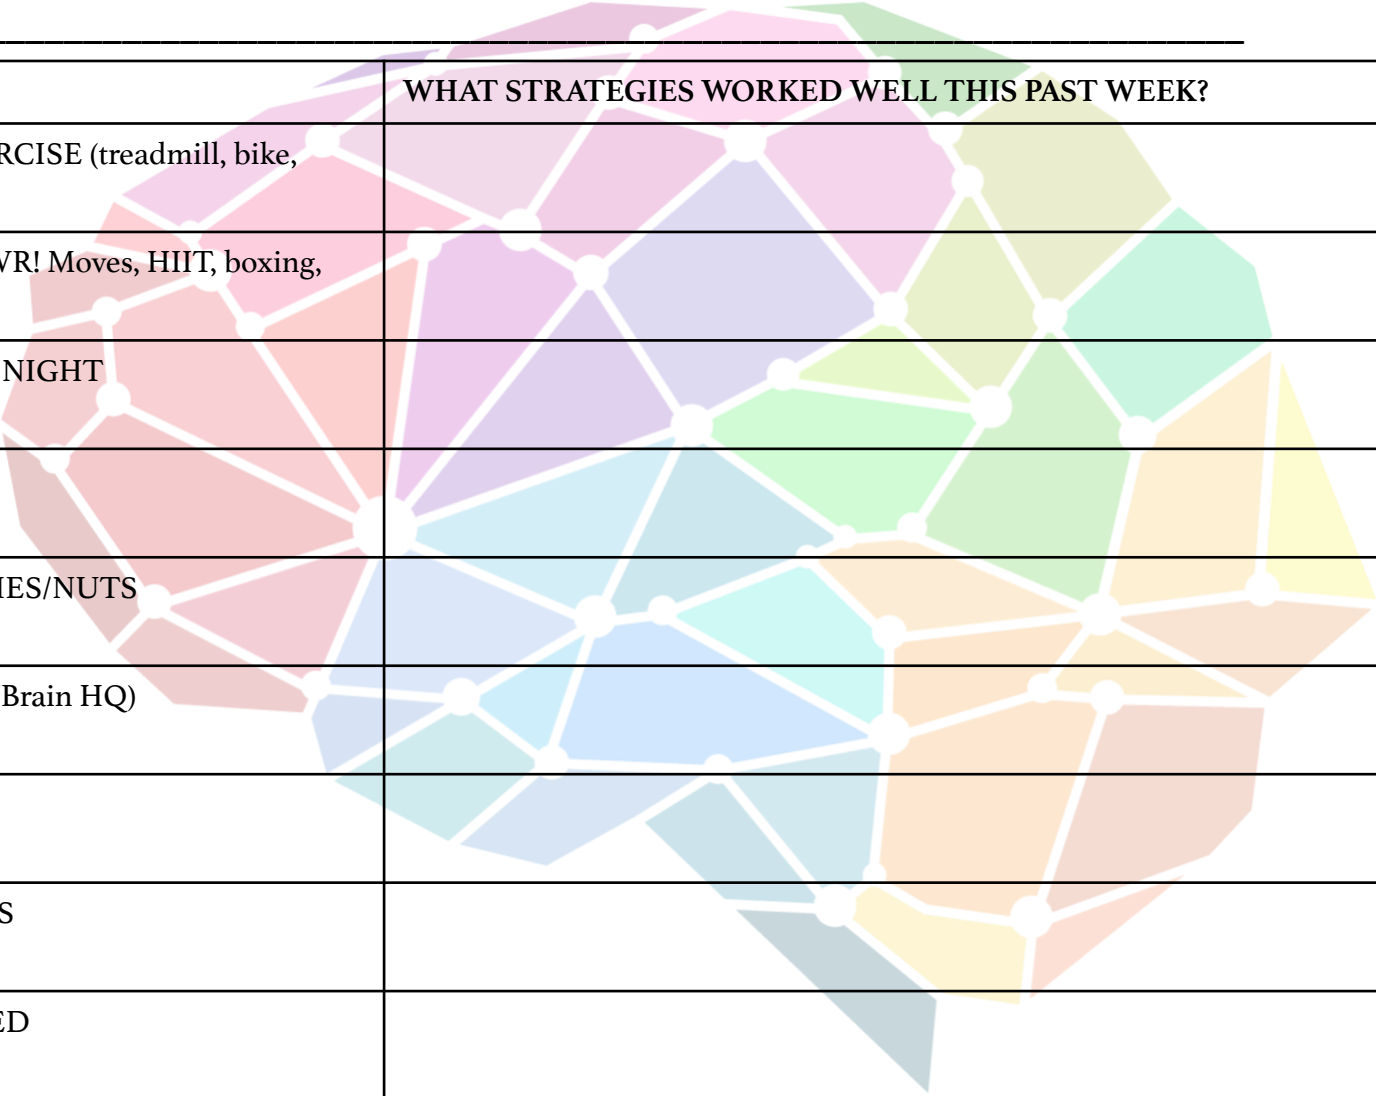 WHAT STRATEGIES WORKED WELL THIS PAST WEEK?
RCISE (treadmill, bike,
WR! Moves, HIIT, boxing,
NIGHT
IES/NUTS
Brain HQ)
S
ED